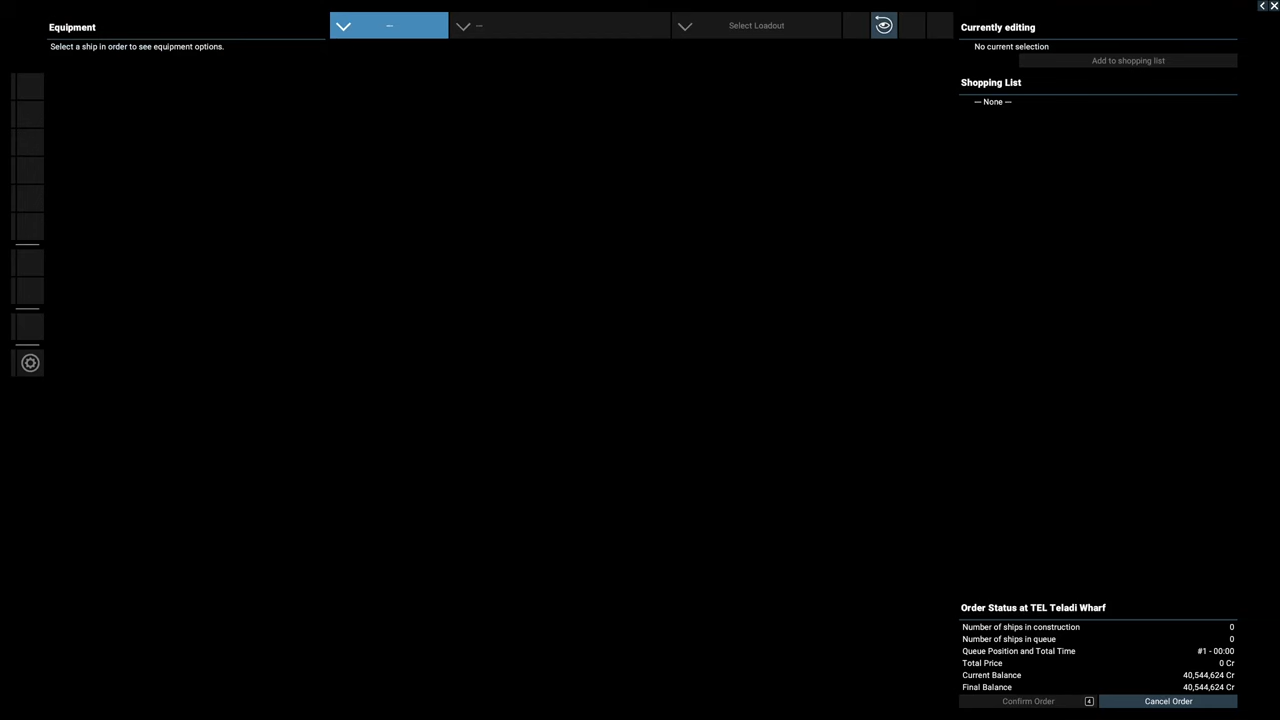 Equipment
Select a ship in order to see equipment options.
—
—
Select Loadout
Currently editing
No current selection
Add to shopping list
Shopping List
— None —
Order Status at TEL Teladi Wharf
Number of ships in construction 0
Number of ships in queue 0
Queue Position and Total Time #1 - 00:00
Total Price 0 Cr
Current Balance 40,544,624 Cr
Final Balance 40,544,624 Cr
Confirm Order 4 Cancel Order